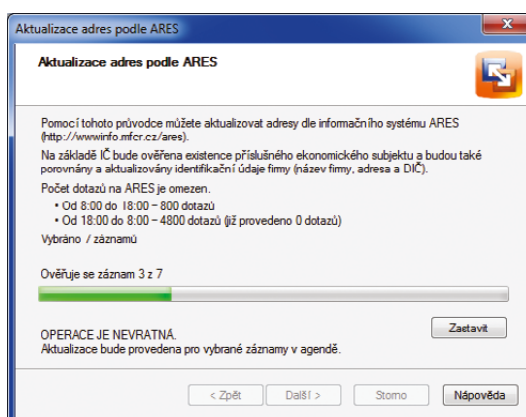 Aktualizace adres podle ARES
Aktualizace adres podle ARES
Pomocí tohoto průvodce můžete aktualizovat adresy dle informačního systému ARES
(http://wwwinfo.mfcr.cz/ares).
Na základě IČ bude ověřena existence příslušného ekonomického subjektu a budou také
porovnány a aktualizovány identifikační údaje firmy (název firmy, adresa a DIČ).
Počet dotazů na ARES je omezen.
• Od 8:00 do 18:00 – 800 dotazů
• Od 18:00 do 8:00 – 4800 dotazů (již provedeno 0 dotazů)
Vybráno / záznamů
Ověřuje se záznam 3 z 7
Zastavit
OPERACE JE NEVRATNÁ.
Aktualizace bude provedena pro vybrané záznamy v agendě.
< Zpět Další > Storno Nápověda